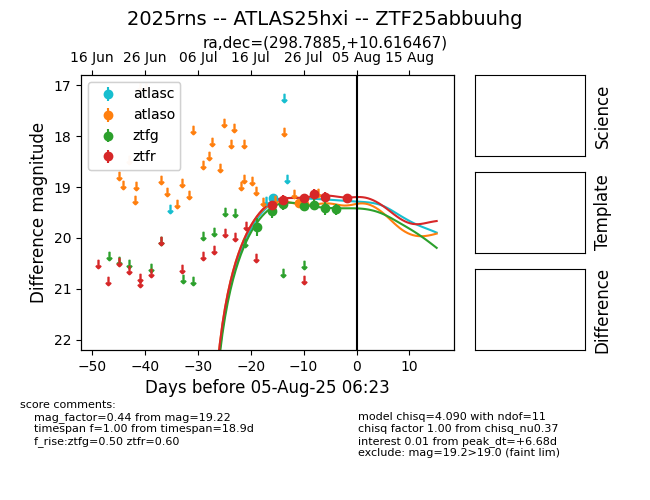 2025rns -- ATLAS25hxi -- ZTF25abbuuhg
ra,dec=(298.7885,+10.616467)
16 Jun 26 Jun 06 Jul 16 Jul 26 Jul 05 Aug 15 Aug
atlasc
atlaso
ztfg
ztfr
17
18
19
20
21
22
Difference magnitude
−50 −40 −30 −20 −10 0 10
Days before 05-Aug-25 06:23
Science
Template
Difference
score comments:
mag_factor=0.44 from mag=19.22
timespan f=1.00 from timespan=18.9d
f_rise:ztfg=0.50 ztfr=0.60
model chisq=4.090 with ndof=11
chisq factor 1.00 from chisq_nu0.37
interest 0.01 from peak_dt=+6.68d
exclude: mag=19.2>19.0 (faint lim)